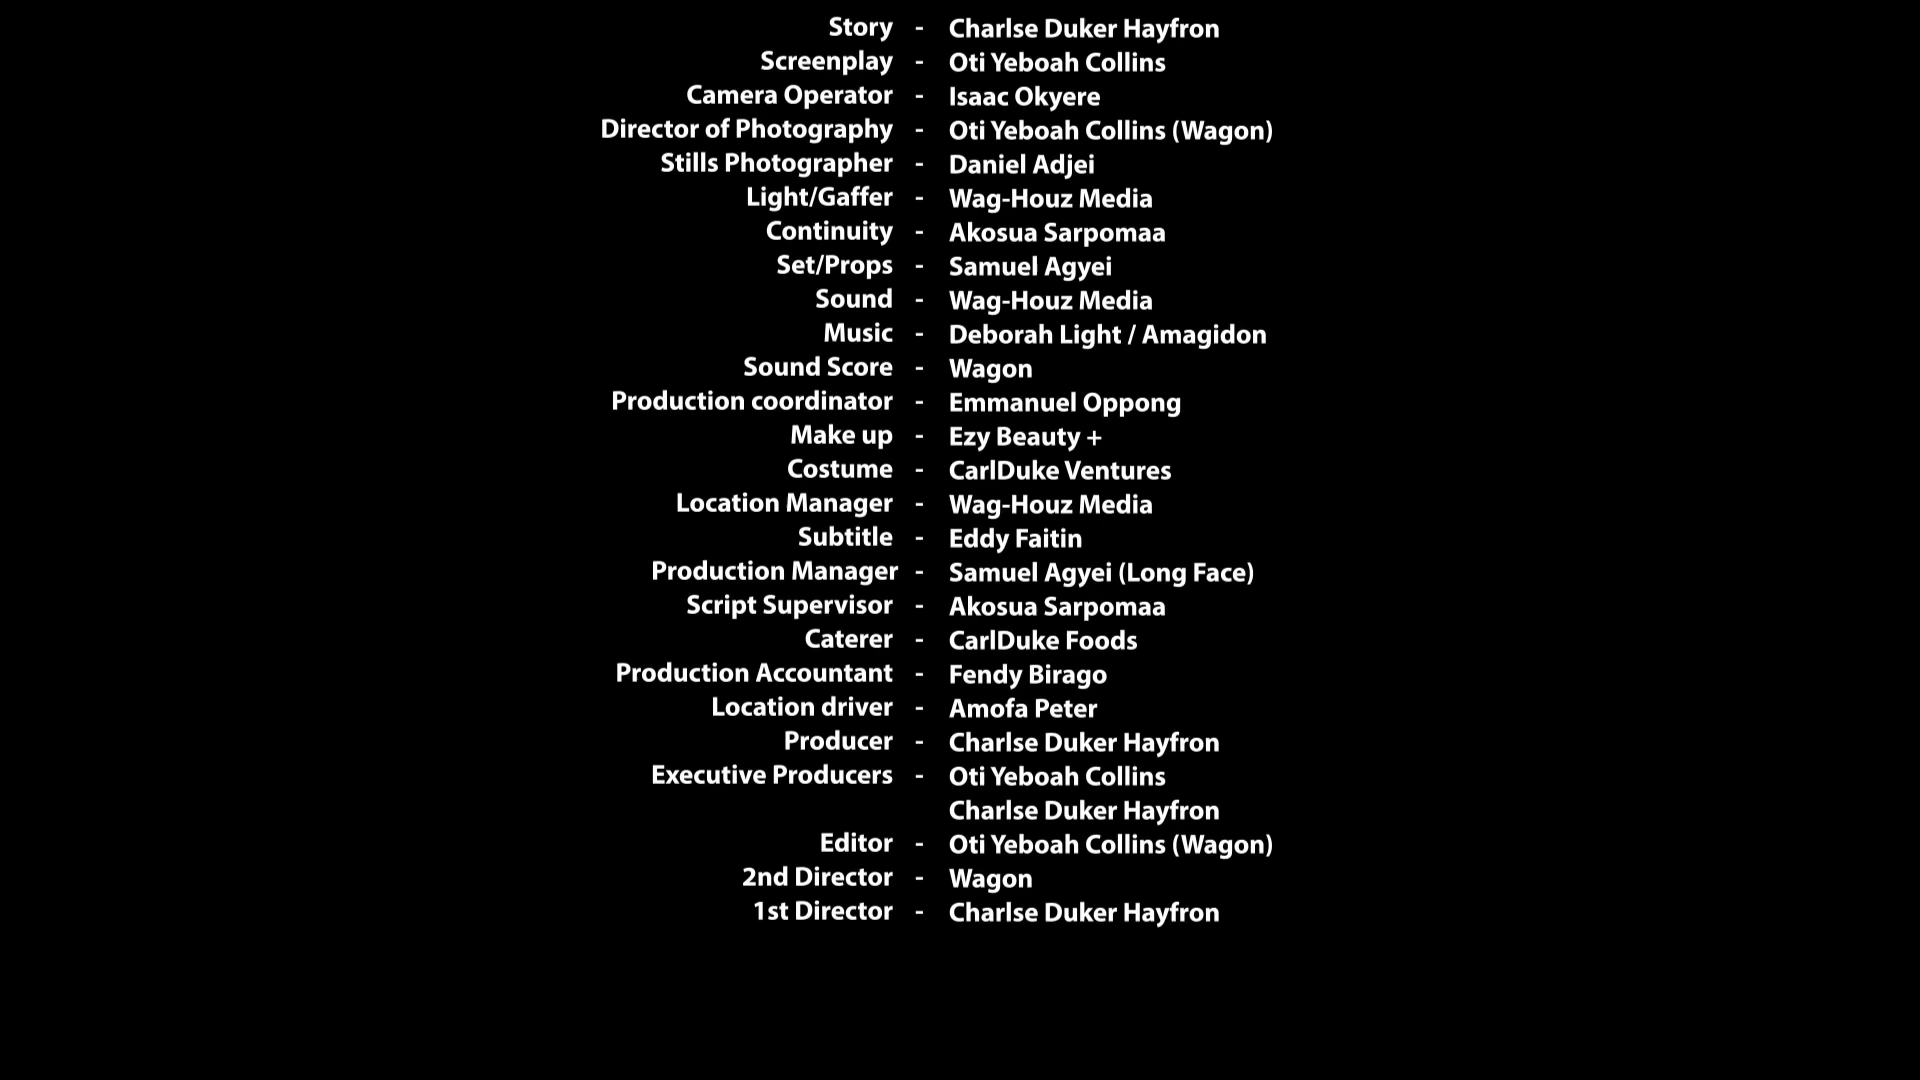 Story - Charlse Duker Hayfron
Screenplay - Oti Yeboah Collins
Camera Operator - Isaac Okyere
Director of Photography - Oti Yeboah Collins (Wagon)
Stills Photographer - Daniel Adjei
Light/Gaffer - Wag-Houz Media
Continuity - Akosua Sarpomaa
Set/Props - Samuel Agyei
Sound - Wag-Houz Media
Music - Deborah Light / Amagidon
Sound Score - Wagon
Production coordinator - Emmanuel Oppong
Make up - Ezy Beauty +
Costume - CarlDuke Ventures
Location Manager - Wag-Houz Media
Subtitle - Eddy Faitin
Production Manager - Samuel Agyei (Long Face)
Script Supervisor - Akosua Sarpomaa
Caterer - CarlDuke Foods
Production Accountant - Fendy Birago
Location driver - Amofa Peter
Producer - Charlse Duker Hayfron
Executive Producers - Oti Yeboah Collins
Charlse Duker Hayfron
Editor - Oti Yeboah Collins (Wagon)
2nd Director - Wagon
1st Director - Charlse Duker Hayfron